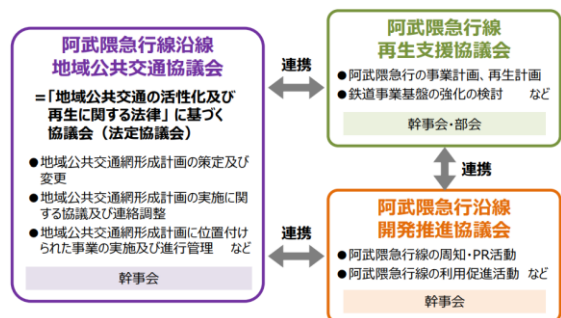 阿武隈急行線沿線
地域公共交通協議会
=「地域公共交通の活性化及び
再生に関する法律」に基づく
協議会（法定協議会）
●地域公共交通網形成計画の策定及び
変更
●地域公共交通網形成計画の実施に関
する協議及び連絡調整
●地域公共交通網形成計画に位置付け
られた事業の実施及び進行管理 など
幹事会
連携
阿武隈急行線
再生支援協議会
●阿武隈急行の事業計画、再生計画
●鉄道事業基盤の強化の検討 など
幹事会・部会
連携
連携
阿武隈急行沿線
開発推進協議会
●阿武隈急行線の周知・PR活動
●阿武隈急行線の利用促進活動 など
幹事会